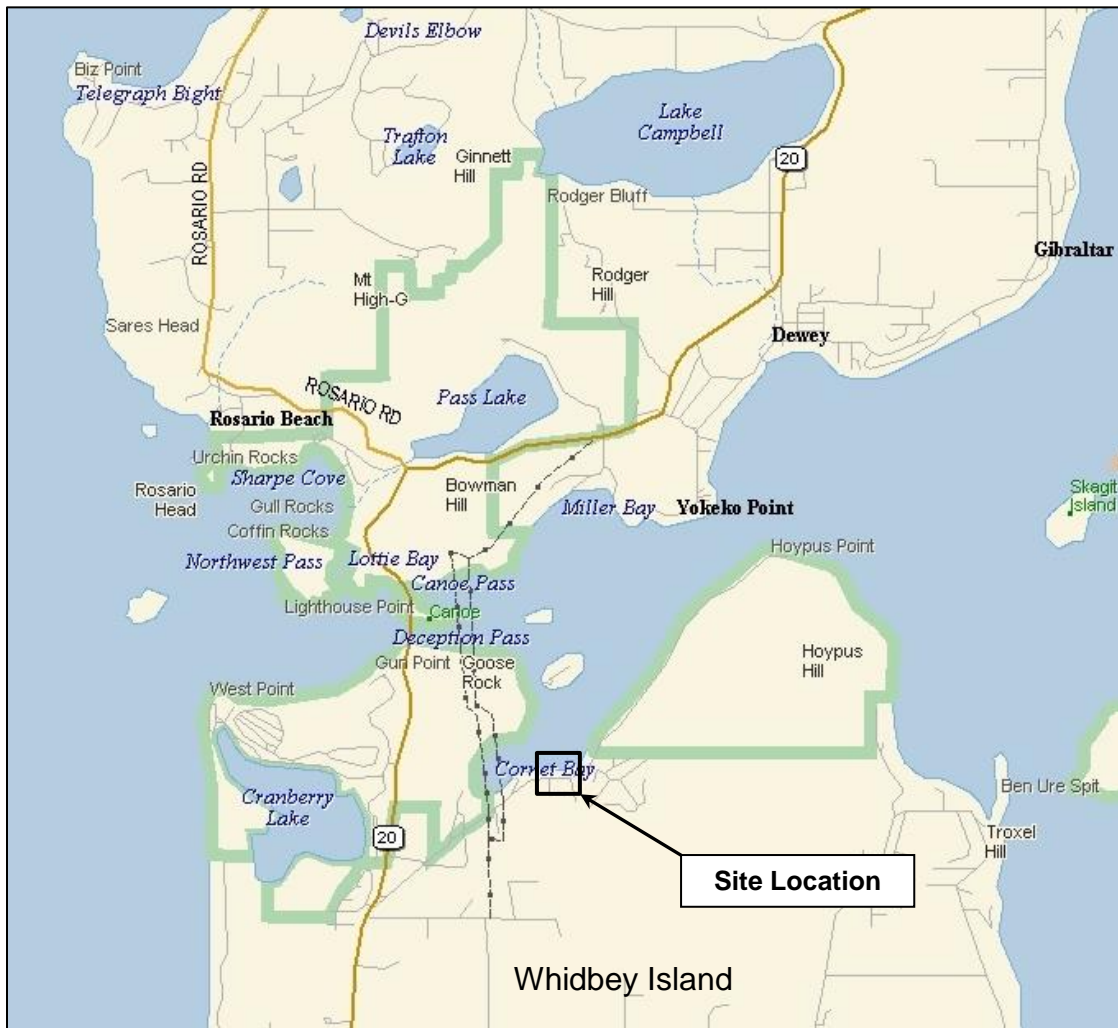 Devils Elbow
Biz Point
Telegraph Bight
Lake
Campbell
Trafton
Lake
Ginnett
Hill
20
ROSARIO RD
Rodger Bluff
Gibraltar
Mt
High-G
Rodger
Hill
Sares Head
Dewey
ROSARIO RD
Pass Lake
Rosario Beach
Urchin Rocks
Sharpe Cove
Rosario
Head
Gull Rocks
Coffin Rocks
Bowman
Hill
Miller Bay
Yokeko Point
Skagit
Island
Northwest Pass
Lottie Bay
Canoe Pass
Hoypus Point
Lighthouse Point
Canoe
Deception Pass
Gun Point
Goose
Rock
Hoypus
Hill
West Point
Cornet Bay
Ben Ure Spit
Cranberry
Lake
20
Troxel
Hill
Site Location
Whidbey Island